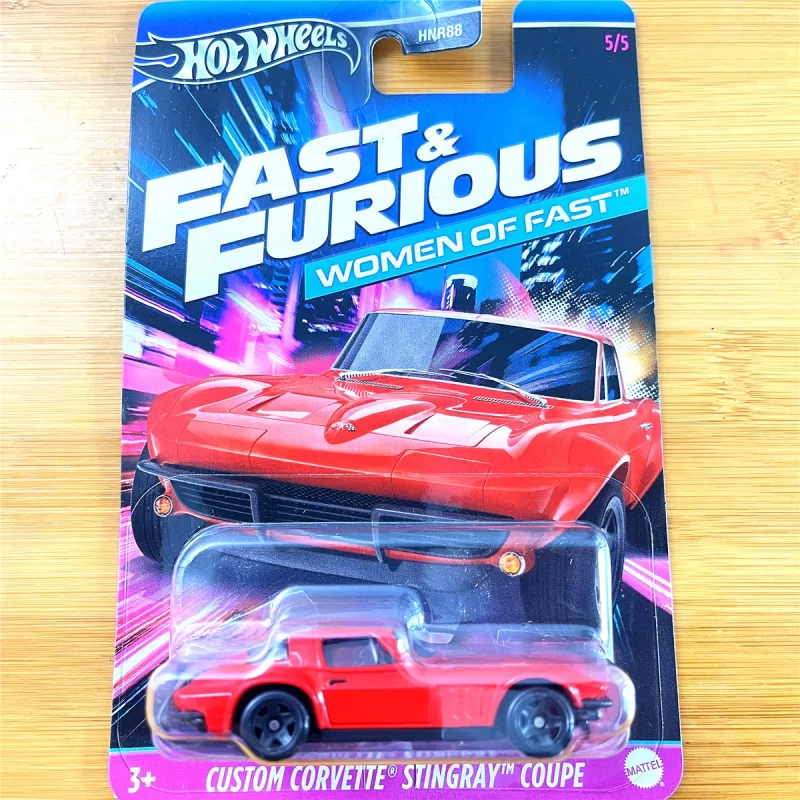 Hot Wheels
HNR88
5/5
FAST &
FURIOUS
WOMEN OF FAST™
3+
CUSTOM CORVETTE® STINGRAY™ COUPE
MATTEL